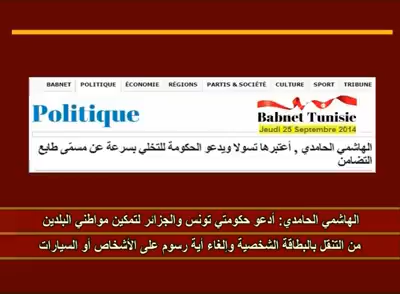 BABNET POLITIQUE ÉCONOMIE RÉGIONS PARTIS & SOCIÉTÉ CULTURE SPORT TRIBUNE
Politique
Babnet Tunisie
Jeudi 25 Septembre 2014
الهاشمي الحامدي , أعتبرها تسولا ويدعو الحكومة للتخلي بسرعة عن مسمّى طابع
التضامن
الهاشمي الحامدي: أدعو حكومتي تونس والجزائر لتمكين مواطني البلدين
من التنقل بالبطاقة الشخصية وإلغاء أية رسوم على الأشخاص أو السيارات